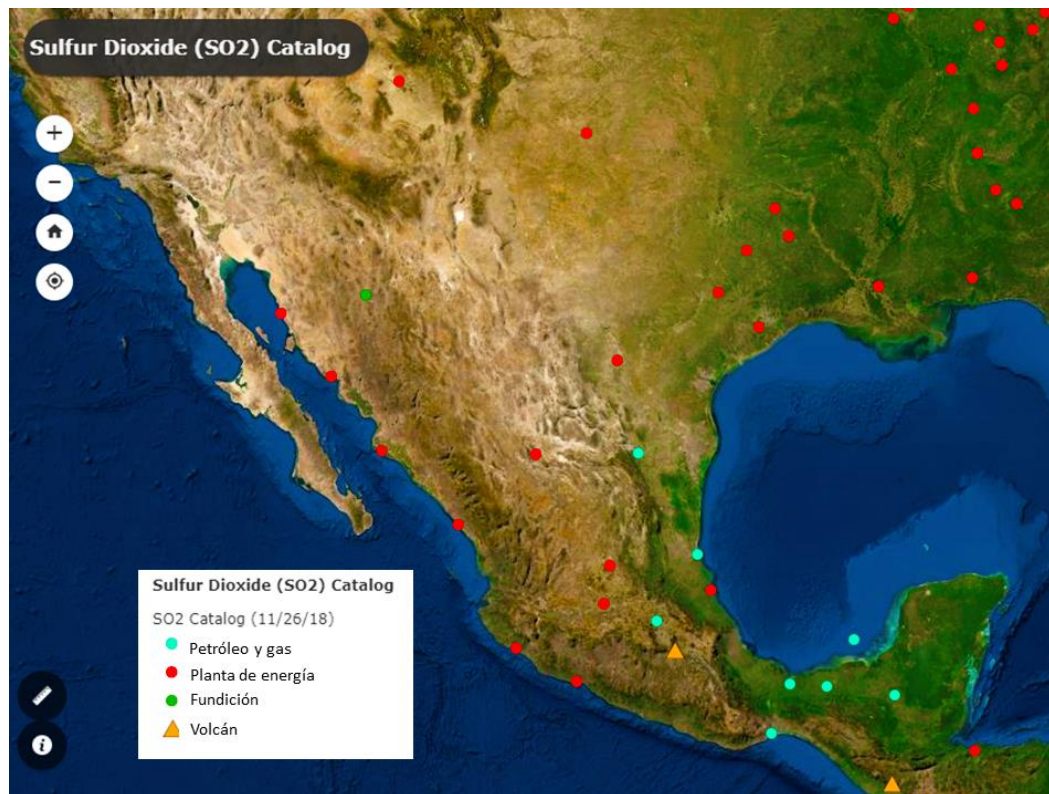 Sulfur Dioxide (SO2) Catalog
+
−
Sulfur Dioxide (SO2) Catalog
SO2 Catalog (11/26/18)
Petróleo y gas
Planta de energía
Fundición
Volcán